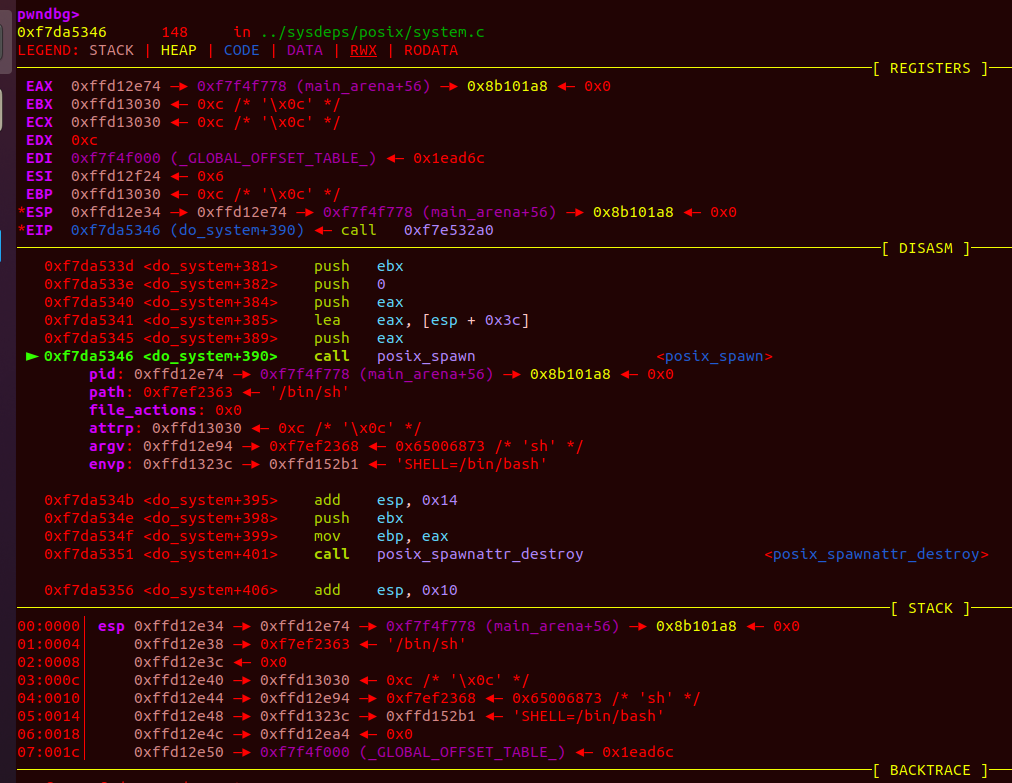 pwndbg>
0xf7da5346 148 in ../sysdeps/posix/system.c
LEGEND: STACK | HEAP | CODE | DATA | RWX | RODATA
[ REGISTERS ]
EAX 0xffd12e74 —▸ 0xf7f4f778 (main_arena+56) —▸ 0x8b101a8 ◂— 0x0
EBX 0xffd13030 ◂— 0xc /* '\x0c' */
ECX 0xffd13030 ◂— 0xc /* '\x0c' */
EDX 0xc
EDI 0xf7f4f000 (_GLOBAL_OFFSET_TABLE_) ◂— 0x1ead6c
ESI 0xffd12f24 ◂— 0x6
EBP 0xffd13030 ◂— 0xc /* '\x0c' */
*ESP 0xffd12e34 —▸ 0xffd12e74 —▸ 0xf7f4f778 (main_arena+56) —▸ 0x8b101a8 ◂— 0x0
*EIP 0xf7da5346 (do_system+390) ◂— call 0xf7e532a0
[ DISASM ]
0xf7da533d <do_system+381> push ebx
0xf7da533e <do_system+382> push 0
0xf7da5340 <do_system+384> push eax
0xf7da5341 <do_system+385> lea eax, [esp + 0x3c]
0xf7da5345 <do_system+389> push eax
► 0xf7da5346 <do_system+390> call posix_spawn <posix_spawn>
pid: 0xffd12e74 —▸ 0xf7f4f778 (main_arena+56) —▸ 0x8b101a8 ◂— 0x0
path: 0xf7ef2363 ◂— '/bin/sh'
file_actions: 0x0
attrp: 0xffd13030 ◂— 0xc /* '\x0c' */
argv: 0xffd12e94 —▸ 0xf7ef2368 ◂— 0x65006873 /* 'sh' */
envp: 0xffd1323c —▸ 0xffd152b1 ◂— 'SHELL=/bin/bash'
0xf7da534b <do_system+395> add esp, 0x14
0xf7da534e <do_system+398> push ebx
0xf7da534f <do_system+399> mov ebp, eax
0xf7da5351 <do_system+401> call posix_spawnattr_destroy <posix_spawnattr_destroy>
0xf7da5356 <do_system+406> add esp, 0x10
[ STACK ]
00:0000│ esp 0xffd12e34 —▸ 0xffd12e74 —▸ 0xf7f4f778 (main_arena+56) —▸ 0x8b101a8 ◂— 0x0
01:0004│ 0xffd12e38 —▸ 0xf7ef2363 ◂— '/bin/sh'
02:0008│ 0xffd12e3c ◂— 0x0
03:000c│ 0xffd12e40 —▸ 0xffd13030 ◂— 0xc /* '\x0c' */
04:0010│ 0xffd12e44 —▸ 0xffd12e94 —▸ 0xf7ef2368 ◂— 0x65006873 /* 'sh' */
05:0014│ 0xffd12e48 —▸ 0xffd1323c —▸ 0xffd152b1 ◂— 'SHELL=/bin/bash'
06:0018│ 0xffd12e4c —▸ 0xffd12ea4 ◂— 0x0
07:001c│ 0xffd12e50 —▸ 0xf7f4f000 (_GLOBAL_OFFSET_TABLE_) ◂— 0x1ead6c
[ BACKTRACE ]